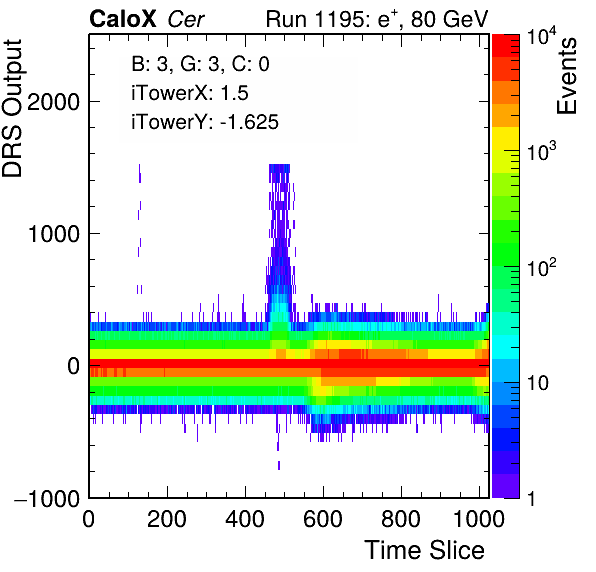 CaloX Cer
Run 1195: e⁺, 80 GeV
B: 3, G: 3, C: 0
iTowerX: 1.5
iTowerY: -1.625
DRS Output
2000
1000
0
−1000
0 200 400 600 800 1000
Time Slice
10⁴
10³
10²
10
1
Events